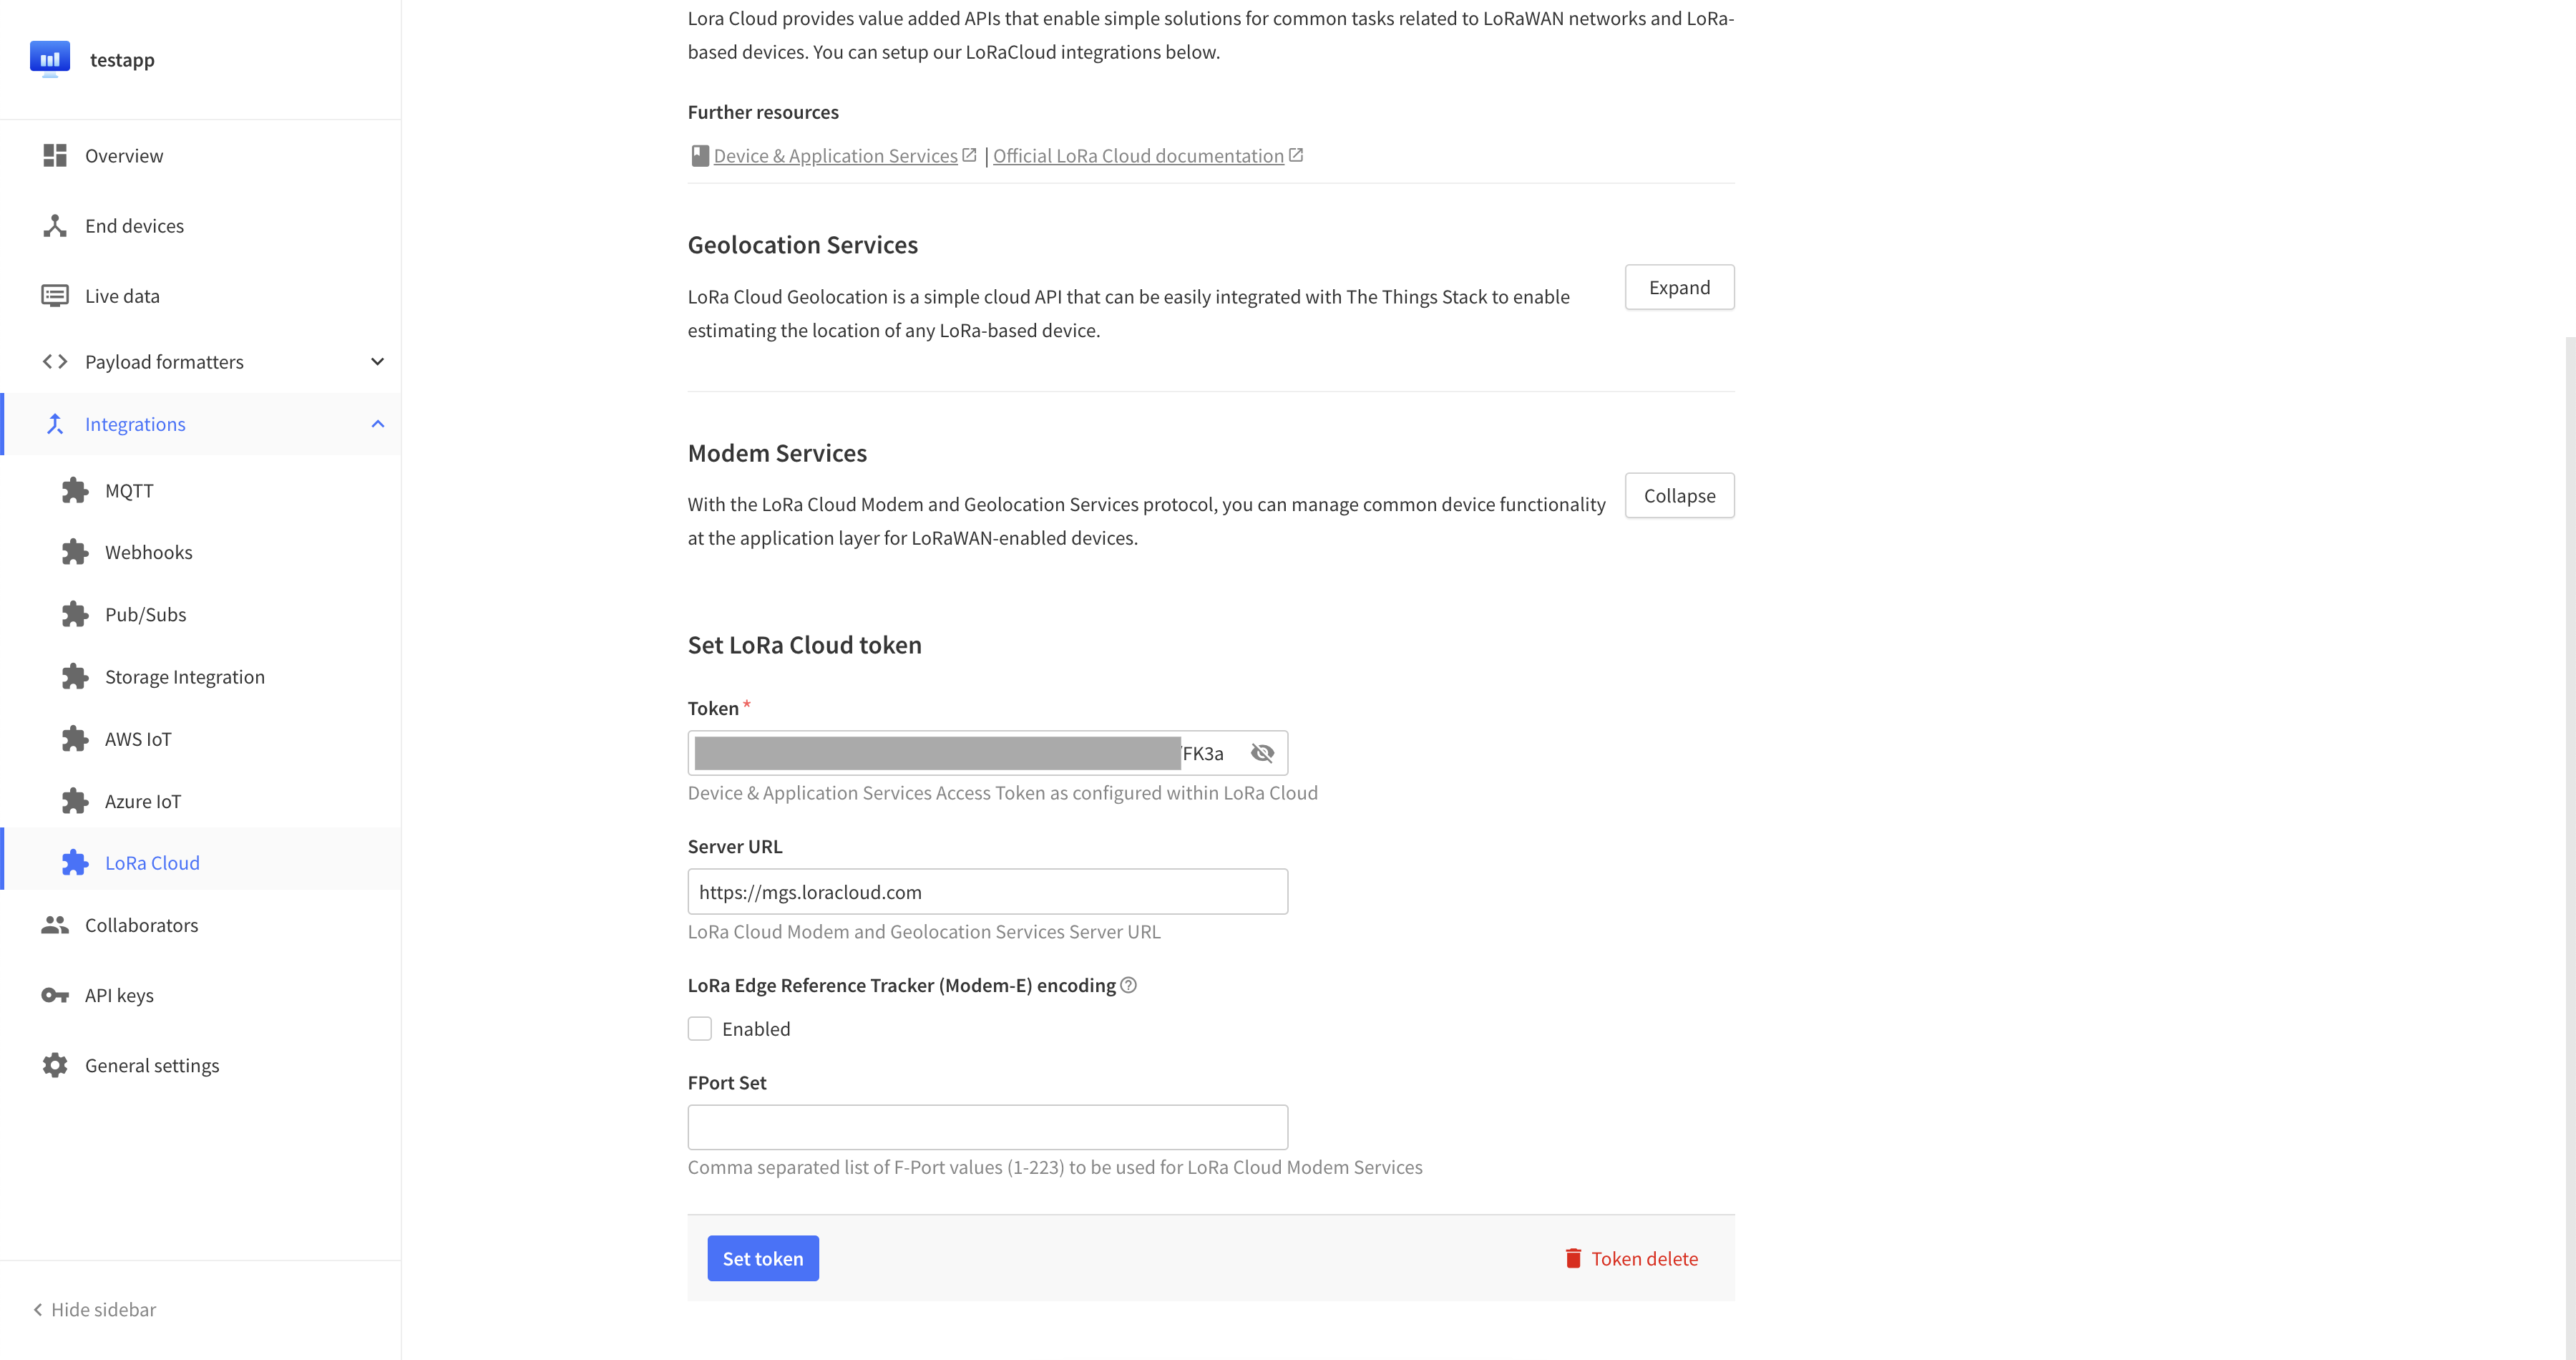 testapp
Overview
End devices
Live data
Payload formatters
Integrations
MQTT
Webhooks
Pub/Subs
Storage Integration
AWS IoT
Azure IoT
LoRa Cloud
Collaborators
API keys
General settings
Hide sidebar
Lora Cloud provides value added APIs that enable simple solutions for common tasks related to LoRaWAN networks and LoRa-
based devices. You can setup our LoRaCloud integrations below.
Further resources
Device & Application Services | Official LoRa Cloud documentation
Geolocation Services
LoRa Cloud Geolocation is a simple cloud API that can be easily integrated with The Things Stack to enable
estimating the location of any LoRa-based device.
Expand
Modem Services
With the LoRa Cloud Modem and Geolocation Services protocol, you can manage common device functionality
at the application layer for LoRaWAN-enabled devices.
Collapse
Set LoRa Cloud token
Token *
FK3a
Device & Application Services Access Token as configured within LoRa Cloud
Server URL
https://mgs.loracloud.com
LoRa Cloud Modem and Geolocation Services Server URL
LoRa Edge Reference Tracker (Modem-E) encoding
Enabled
FPort Set
Comma separated list of F-Port values (1-223) to be used for LoRa Cloud Modem Services
Set token
Token delete